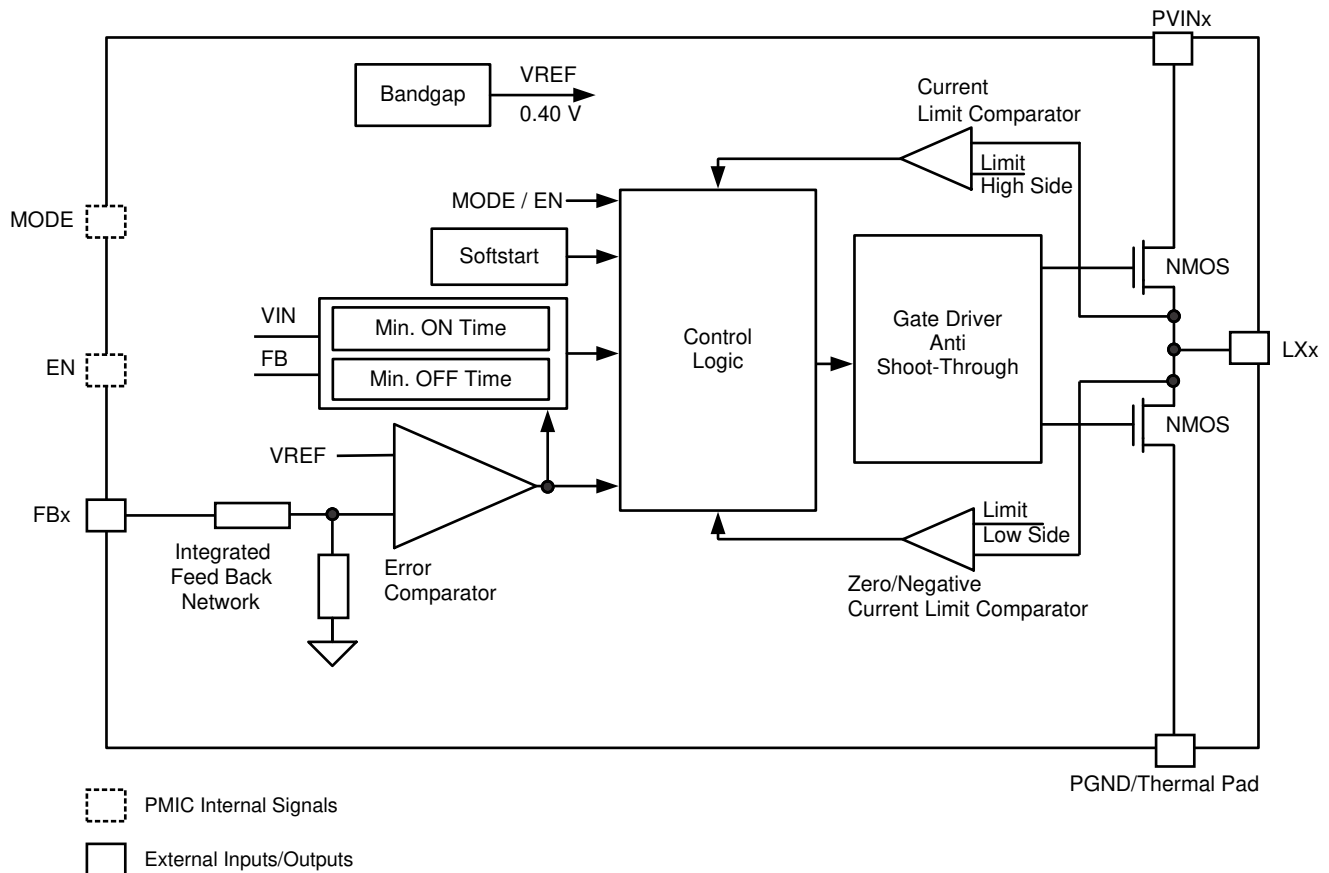 PVINx
Bandgap
VREF
0.40 V
Current
Limit Comparator
Limit
High Side
MODE
MODE / EN
Softstart
NMOS
VIN
FB
Min. ON Time
Min. OFF Time
Control
Logic
Gate Driver
Anti
Shoot-Through
EN
LXx
NMOS
VREF
FBx
Integrated
Feed Back
Network
Error
Comparator
Limit
Low Side
Zero/Negative
Current Limit Comparator
PGND/Thermal Pad
PMIC Internal Signals
External Inputs/Outputs